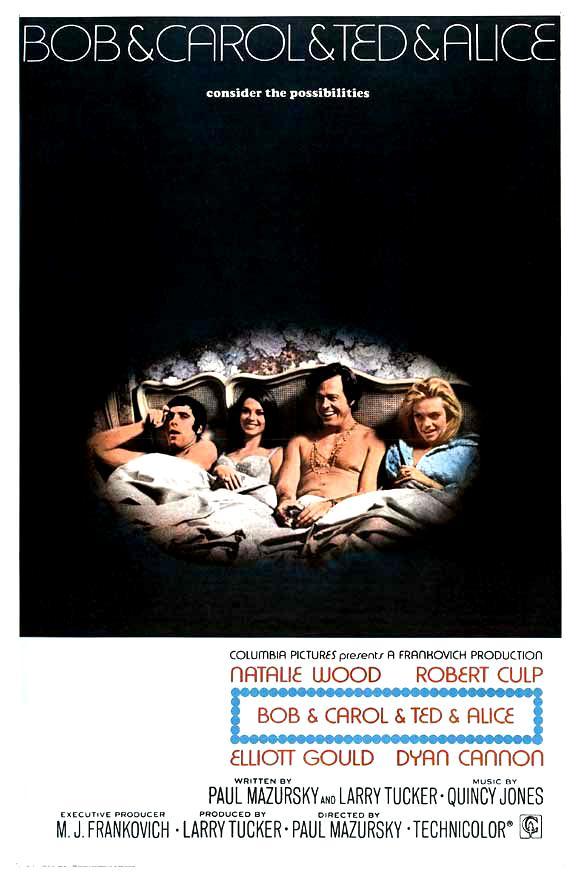 BOB & CAROL & TED & ALICE
consider the possibilities
COLUMBIA PICTURES presents A FRANKOVICH PRODUCTION
NATALIE WOOD ROBERT CULP
BOB & CAROL & TED & ALICE
ELLIOTT GOULD DYAN CANNON
WRITTEN BY MUSIC BY
PAUL MAZURSKY AND LARRY TUCKER · QUINCY JONES
EXECUTIVE PRODUCER PRODUCED BY DIRECTED BY
M. J. FRANKOVICH · LARRY TUCKER · PAUL MAZURSKY · TECHNICOLOR®